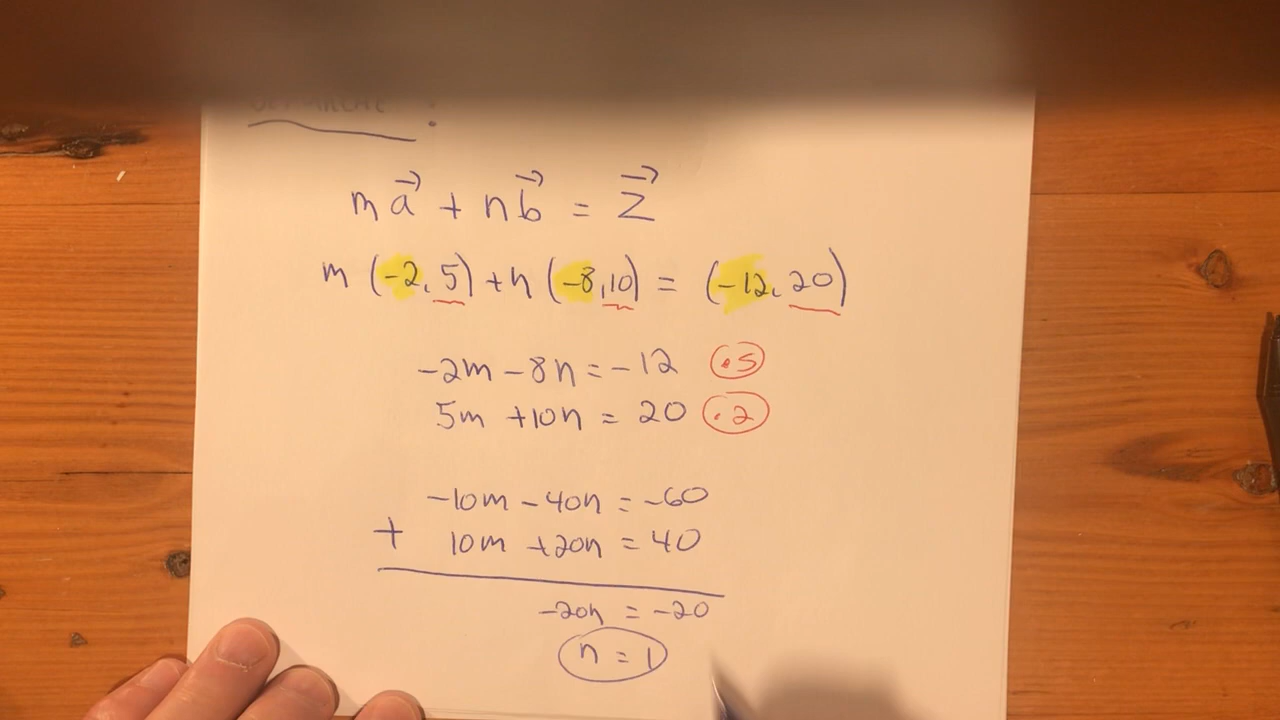 m a⃗ + n b⃗ = z⃗
m (-2, 5) + n (-8, 10) = (-12, 20)
-2m - 8n = -12 ·5
5m + 10n = 20 ·2
-10m - 40n = -60
+ 10m + 20n = 40
-20n = -20
n = 1